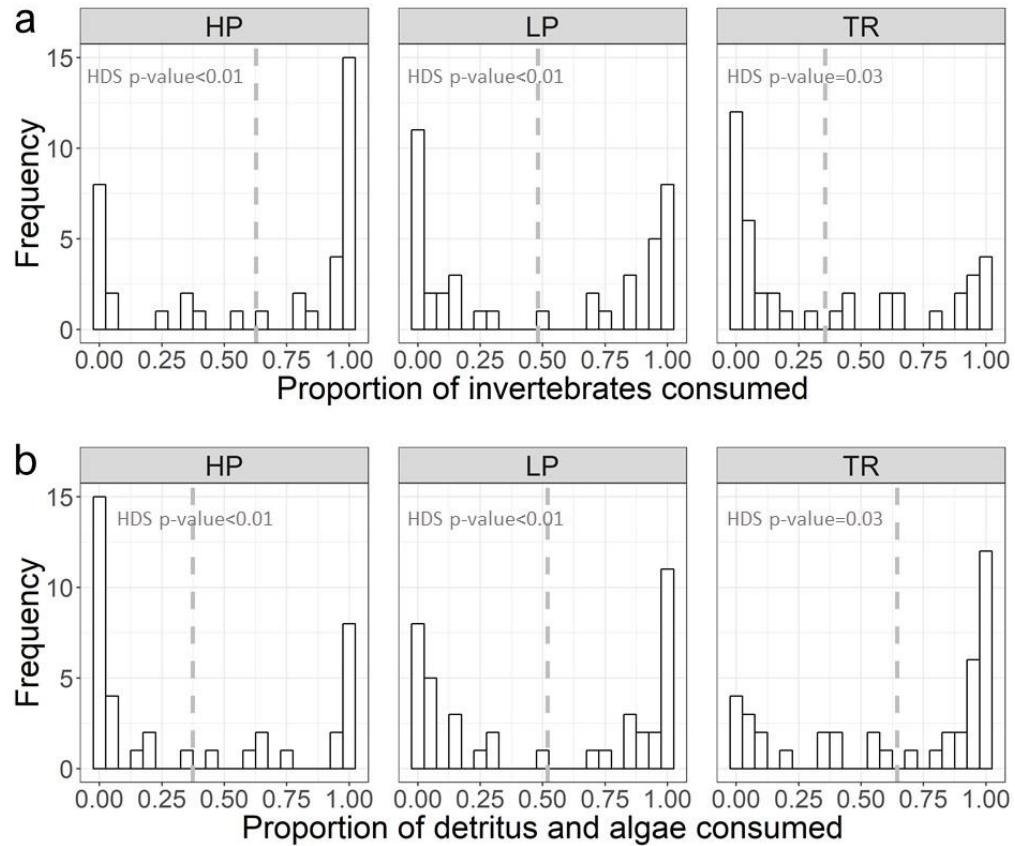 a
HP LP TR
HDS p-value<0.01 HDS p-value<0.01 HDS p-value=0.03
15
10
5
0
Frequency
0.00 0.25 0.50 0.75 1.00 0.00 0.25 0.50 0.75 1.00 0.00 0.25 0.50 0.75 1.00
Proportion of invertebrates consumed
b
HP LP TR
HDS p-value<0.01 HDS p-value<0.01 HDS p-value=0.03
15
10
5
0
Frequency
0.00 0.25 0.50 0.75 1.00 0.00 0.25 0.50 0.75 1.00 0.00 0.25 0.50 0.75 1.00
Proportion of detritus and algae consumed